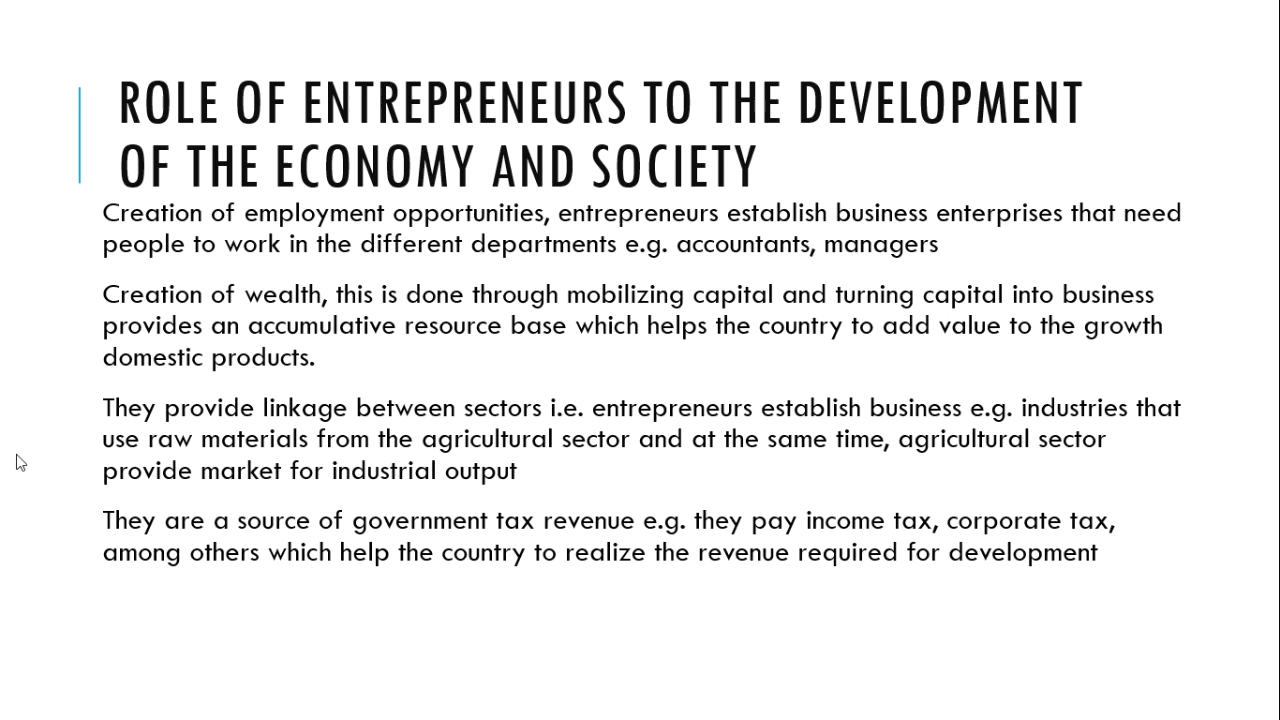 ROLE OF ENTREPRENEURS TO THE DEVELOPMENT
OF THE ECONOMY AND SOCIETY
Creation of employment opportunities, entrepreneurs establish business enterprises that need
people to work in the different departments e.g. accountants, managers
Creation of wealth, this is done through mobilizing capital and turning capital into business
provides an accumulative resource base which helps the country to add value to the growth
domestic products.
They provide linkage between sectors i.e. entrepreneurs establish business e.g. industries that
use raw materials from the agricultural sector and at the same time, agricultural sector
provide market for industrial output
They are a source of government tax revenue e.g. they pay income tax, corporate tax,
among others which help the country to realize the revenue required for development